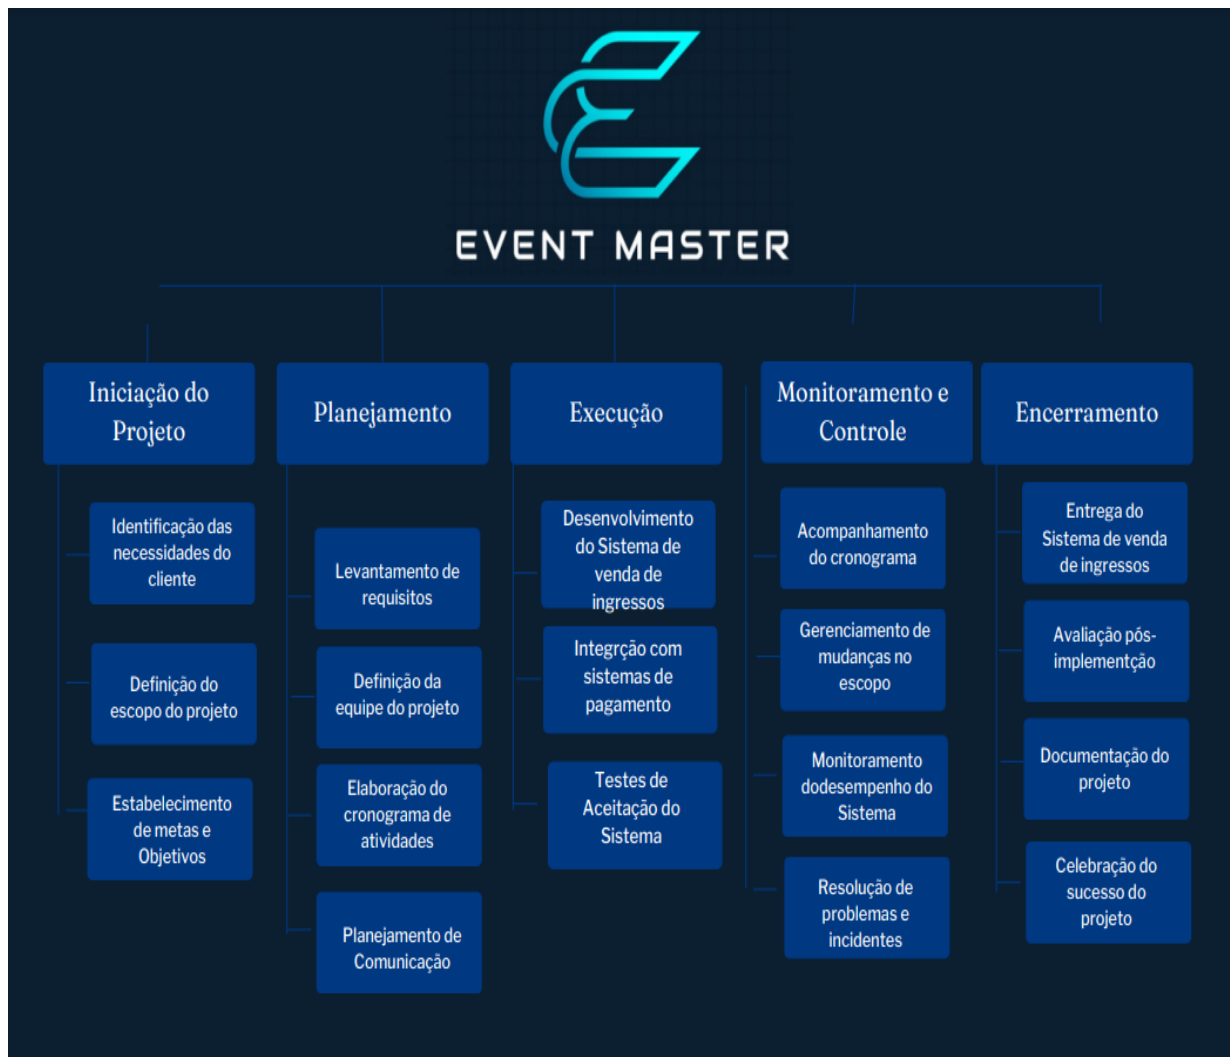 EVENT MASTER
Iniciação do
Projeto
Identificação das
necessidades do
cliente
Definição do
escopo do projeto
Estabelecimento
de metas e
Objetivos
Planejamento
Levantamento de
requisitos
Definição da
equipe do projeto
Elaboração do
cronograma de
atividades
Planejamento de
Comunicação
Execução
Desenvolvimento
do Sistema de
venda de
ingressos
Integrção com
sistemas de
pagamento
Testes de
Aceitação do
Sistema
Monitoramento e
Controle
Acompanhamento
do cronograma
Gerenciamento de
mudanças no
escopo
Monitoramento
dodesempenho do
Sistema
Resolução de
problemas e
incidentes
Encerramento
Entrega do
Sistema de venda
de ingressos
Avaliação pós-
implementção
Documentação do
projeto
Celebração do
sucesso do
projeto